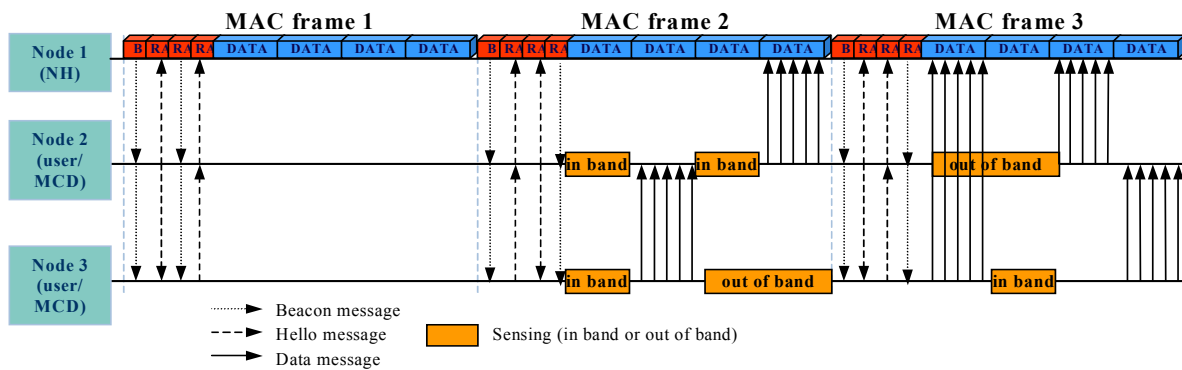 MAC frame 1 MAC frame 2 MAC frame 3
B RA RA RA DATA DATA DATA DATA B RA RA RA DATA DATA DATA DATA B RA RA RA DATA DATA DATA DATA
Node 1
(NH)
Node 2
(user/
MCD)
in band in band out of band
Node 3
(user/
MCD)
in band out of band in band
Beacon message
Hello message
Data message
Sensing (in band or out of band)